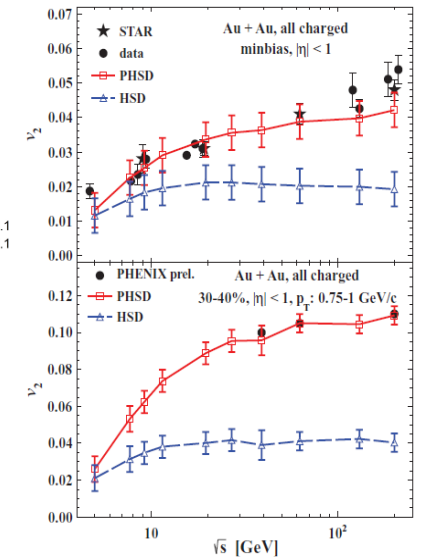 0.07
0.06
0.05
0.04
0.03
0.02
0.01
0.00
v2
STAR
data
PHSD
HSD
Au + Au, all charged
minbias, |η| < 1
.1
.1
0.12
0.10
0.08
0.06
0.04
0.02
0.00
v2
PHENIX prel.
PHSD
HSD
Au + Au, all charged
30-40%, |η| < 1, pT: 0.75-1 GeV/c
10 10²
√s [GeV]